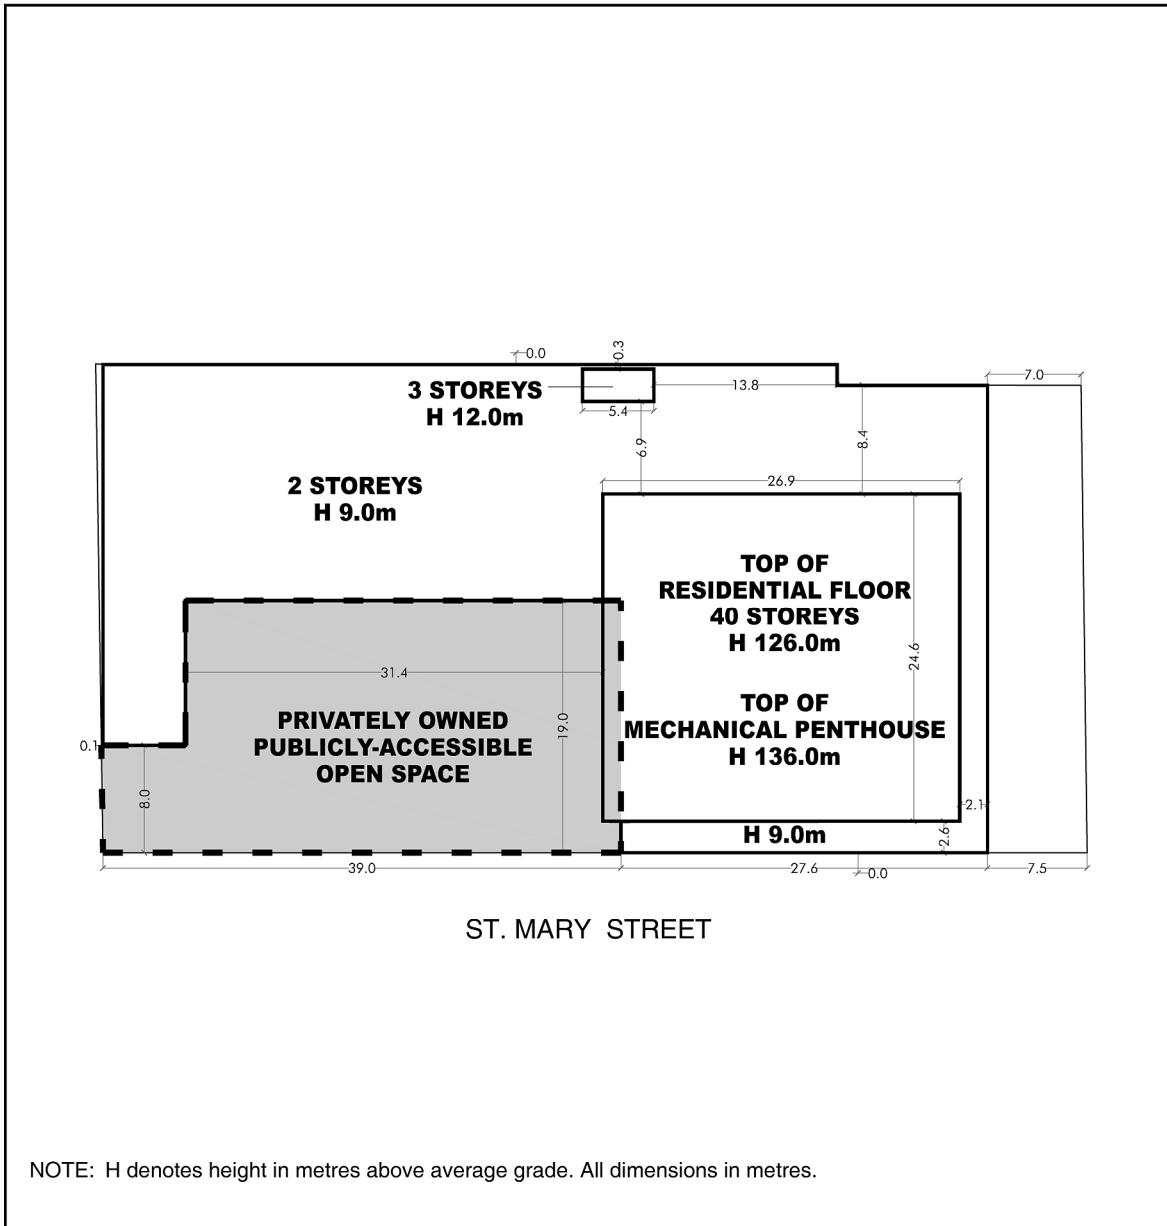 0.0
0.3
7.0
3 STOREYS
H 12.0m
13.8
5.4
6.9
8.4
26.9
2 STOREYS
H 9.0m
TOP OF
RESIDENTIAL FLOOR
40 STOREYS
H 126.0m
24.6
31.4
19.0
TOP OF
MECHANICAL PENTHOUSE
H 136.0m
PRIVATELY OWNED
PUBLICLY-ACCESSIBLE
OPEN SPACE
0.1
8.0
2.1
H 9.0m
2.6
39.0
27.6
0.0
7.5
ST. MARY STREET
NOTE: H denotes height in metres above average grade. All dimensions in metres.